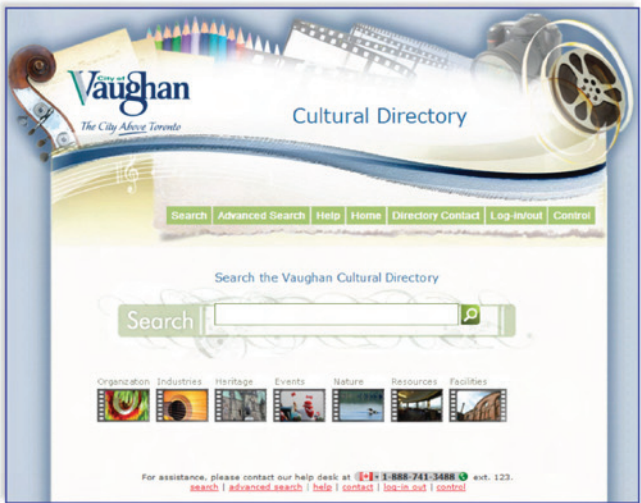 City of
Vaughan
The City Above Toronto
Cultural Directory
Search | Advanced Search | Help | Home | Directory Contact | Log-in/out | Control
Search the Vaughan Cultural Directory
Search
Organizaton Industries Heritage Events Nature Resources Facilities
For assistance, please contact our help desk at 1-888-741-3488 ext. 123.
search | advanced search | help | contact | log-in out | control